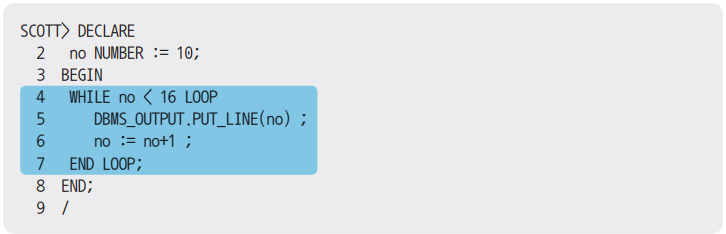 SCOTT> DECLARE
2 no NUMBER := 10;
3 BEGIN
4 WHILE no < 16 LOOP
5 DBMS_OUTPUT.PUT_LINE(no) ;
6 no := no+1 ;
7 END LOOP;
8 END;
9 /